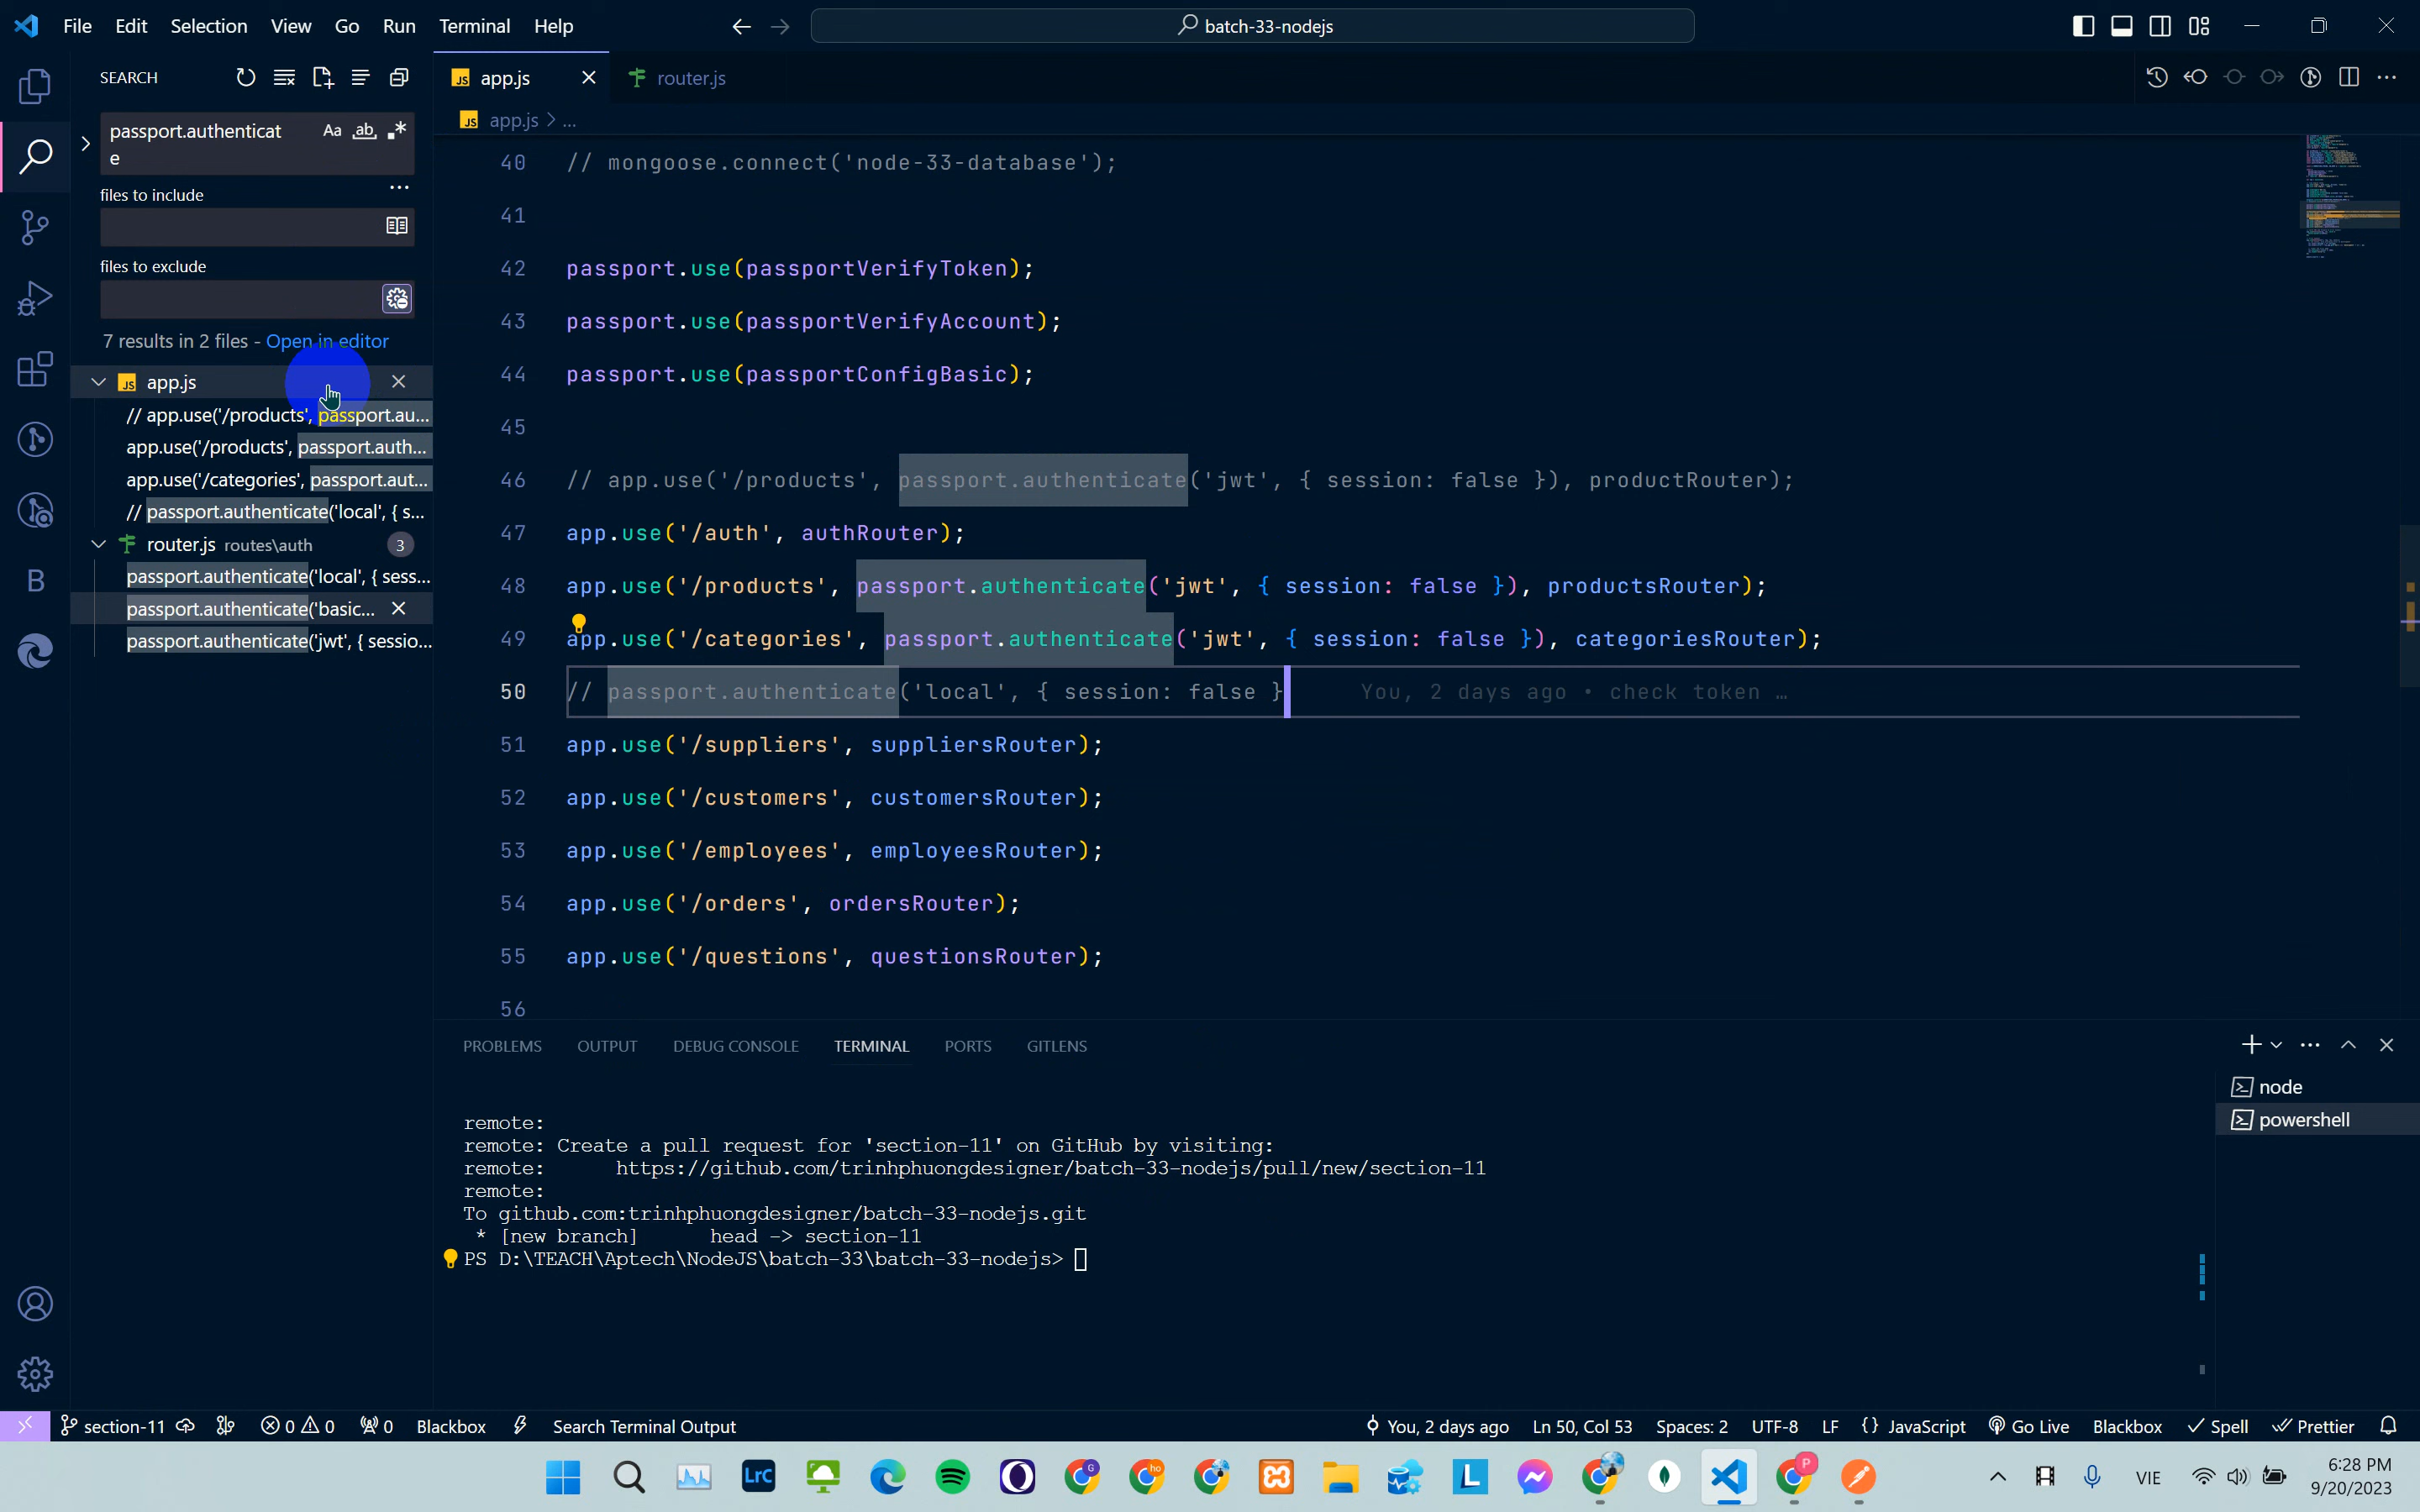 File Edit Selection View Go Run Terminal Help
batch-33-nodejs
SEARCH
passport.authenticat
e
Aa ab
files to include
files to exclude
7 results in 2 files - Open in editor
app.js
// app.use('/products', passport.au...
app.use('/products', passport.auth...
app.use('/categories', passport.aut...
// passport.authenticate('local', { s...
router.js routes\auth 3
passport.authenticate('local', { sess...
passport.authenticate('basic...
passport.authenticate('jwt', { sessio...
B
JS app.js
router.js
JS app.js > ...
40 // mongoose.connect('node-33-database');
41
42 passport.use(passportVerifyToken);
43 passport.use(passportVerifyAccount);
44 passport.use(passportConfigBasic);
45
46 // app.use('/products', passport.authenticate('jwt', { session: false }), productRouter);
47 app.use('/auth', authRouter);
48 app.use('/products', passport.authenticate('jwt', { session: false }), productsRouter);
49 app.use('/categories', passport.authenticate('jwt', { session: false }), categoriesRouter);
50 // passport.authenticate('local', { session: false } You, 2 days ago • check token …
51 app.use('/suppliers', suppliersRouter);
52 app.use('/customers', customersRouter);
53 app.use('/employees', employeesRouter);
54 app.use('/orders', ordersRouter);
55 app.use('/questions', questionsRouter);
56
PROBLEMS OUTPUT DEBUG CONSOLE TERMINAL PORTS GITLENS
node
powershell
remote:
remote: Create a pull request for 'section-11' on GitHub by visiting:
remote: https://github.com/trinhphuongdesigner/batch-33-nodejs/pull/new/section-11
remote:
To github.com:trinhphuongdesigner/batch-33-nodejs.git
* [new branch] head -> section-11
PS D:\TEACH\Aptech\NodeJS\batch-33\batch-33-nodejs>
section-11 0 0 0 Blackbox Search Terminal Output You, 2 days ago Ln 50, Col 53 Spaces: 2 UTF-8 LF {} JavaScript Go Live Blackbox Spell Prettier
LrC
VIE
6:28 PM
9/20/2023